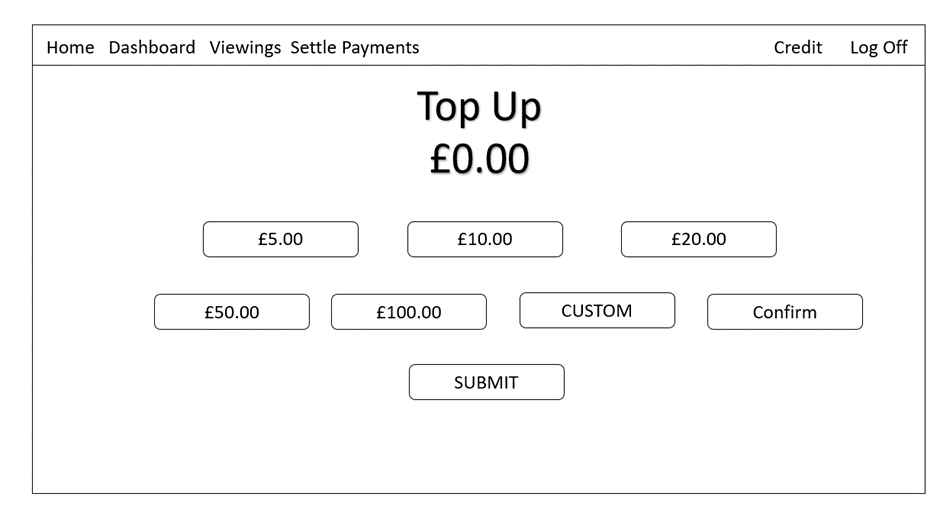 Home Dashboard Viewings Settle Payments Credit Log Off
Top Up
£0.00
£5.00 £10.00 £20.00
£50.00 £100.00 CUSTOM Confirm
SUBMIT